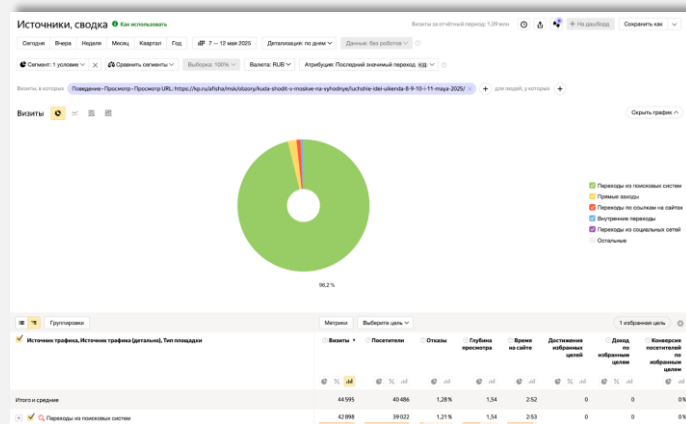 Источники, сводка Как использовать
Визиты за отчётный период: 1,09 млн На дашборд Сохранить как
Сегодня Вчера Неделя Месяц Квартал Год 7 — 12 мая 2025 Детализация: по дням Данные: без роботов
Сегмент: 1 условие Сравнить сегменты Выборка: 100% Валюта: RUB Атрибуция: Последний значимый переход
Визиты, в которых Поведение - Просмотр - Просмотр URL: https://kp.ru/afisha/msk/obzory/kuda-shodit-v-moskve-na-vyhodnye/luchshie-idei-uikenda-8-9-10-i-11-maya-2025/ × + для людей, у которых +
Визиты Скрыть график
Переходы из поисковых систем
Прямые заходы
Переходы по ссылкам на сайтах
Внутренние переходы
Переходы из социальных сетей
Остальные
96,2 %
Группировки Метрики Выберите цель 1 избранная цель
Источник трафика, Источник трафика (детально), Тип площадки Визиты Посетители Отказы Глубина просмотра Время на сайте Достижения избранных целей Доход по избранным целям Конверсия посетителей по избранным целям
Итого и средние 44 595 40 486 1,28% 1,54 2:52 0 0 0%
Переходы из поисковых систем 42 898 39 022 1,21% 1,54 2:53 0 0 0%